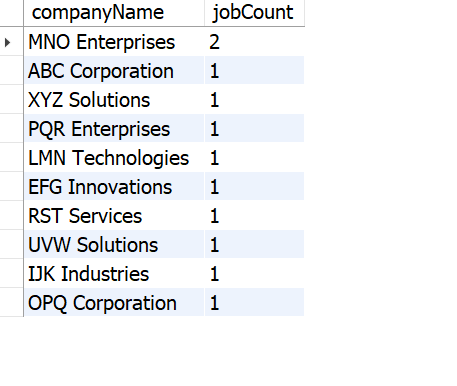 companyName jobCount
MNO Enterprises 2
ABC Corporation 1
XYZ Solutions 1
PQR Enterprises 1
LMN Technologies 1
EFG Innovations 1
RST Services 1
UVW Solutions 1
IJK Industries 1
OPQ Corporation 1